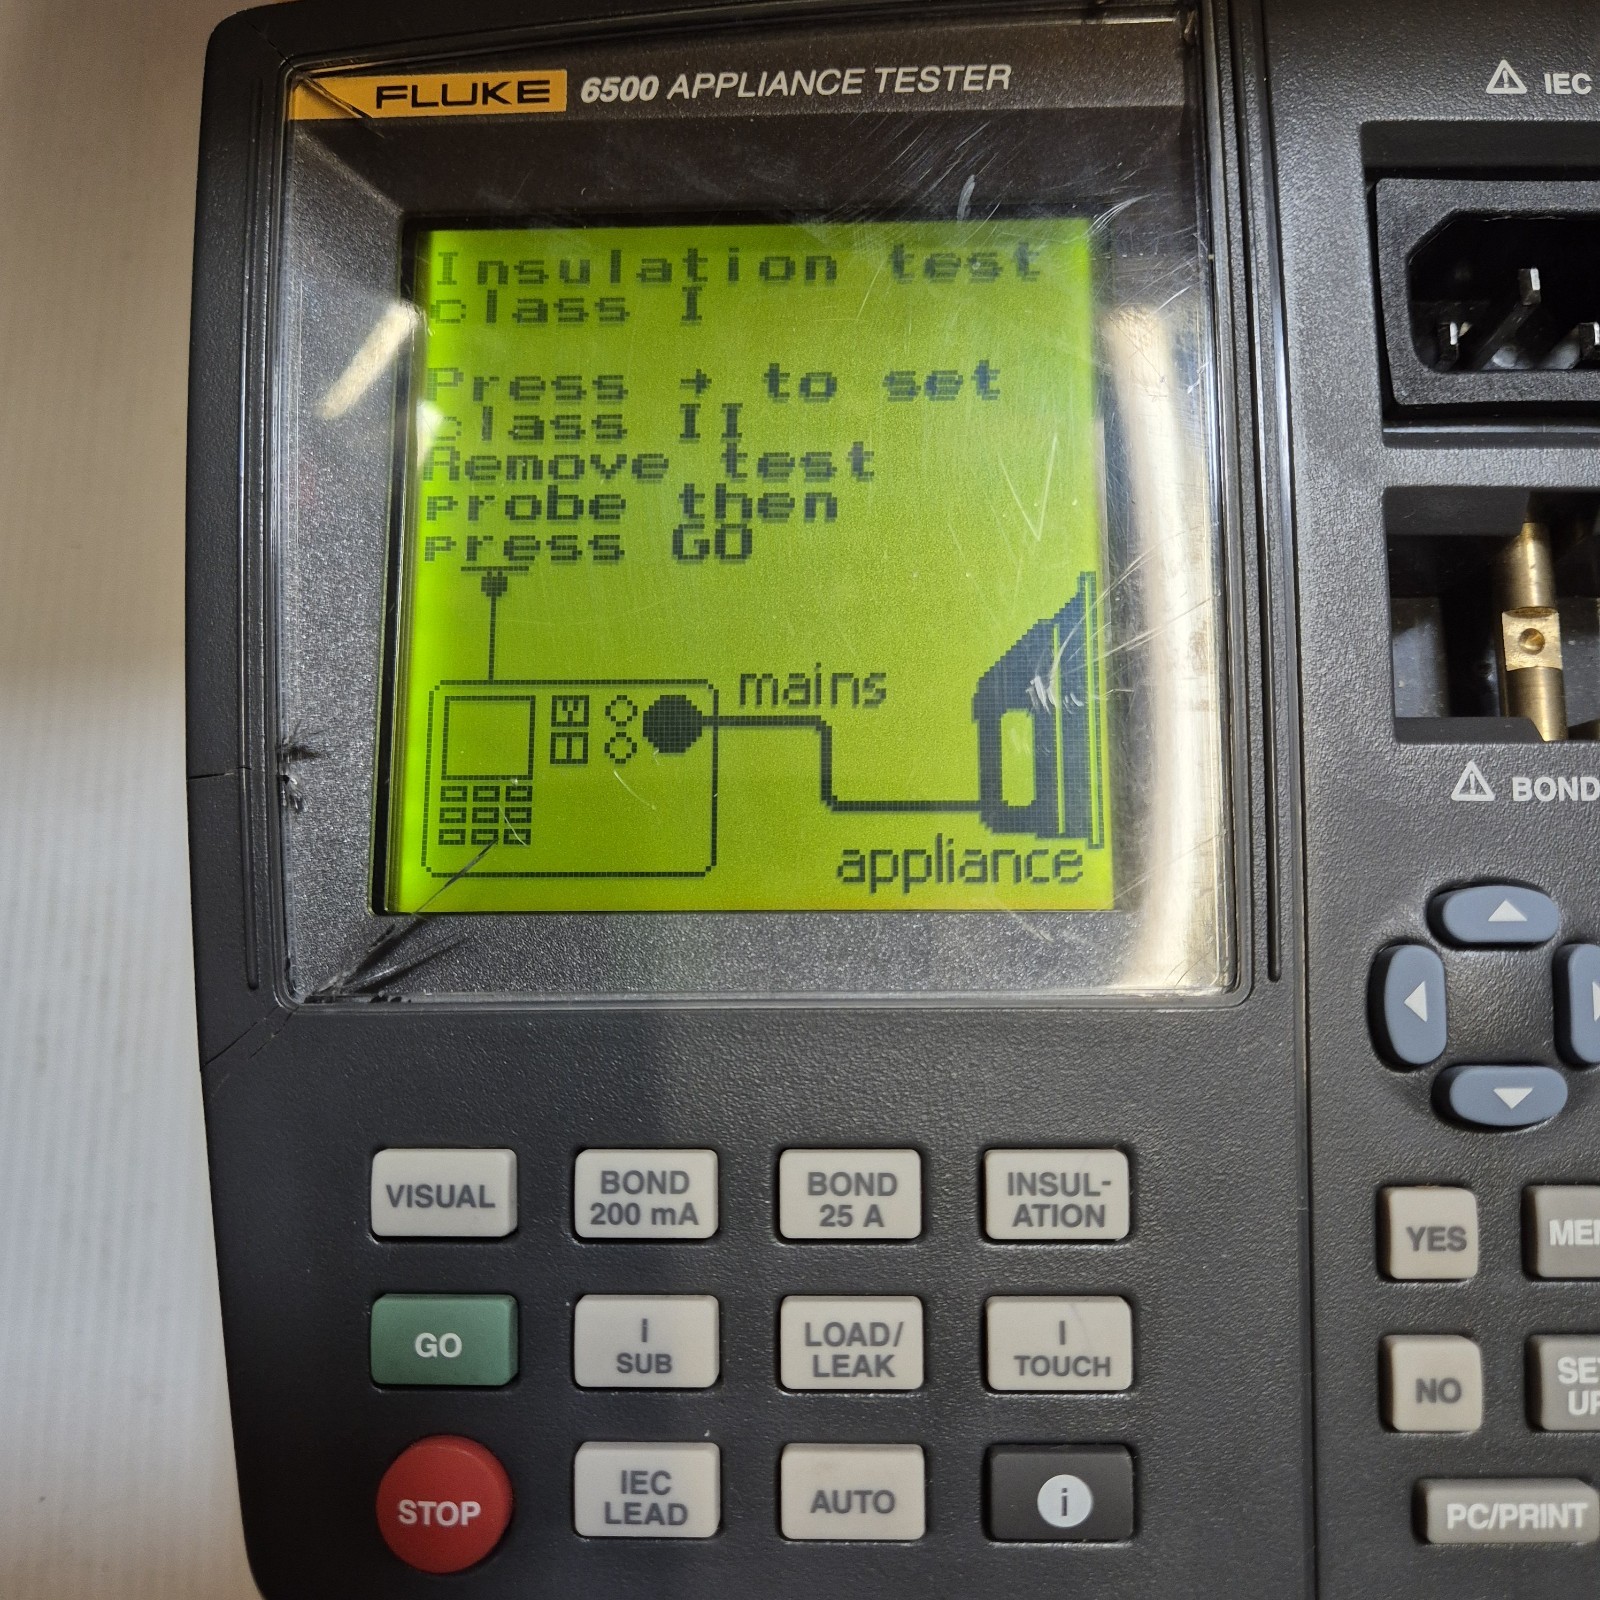 FLUKE 6500 APPLIANCE TESTER
Insulation test
class I
Press → to set
class II
Remove test
probe then
press GO
mains
appliance
IEC
BOND
VISUAL
BOND 200 mA
BOND 25 A
INSUL-ATION
YES
GO
i SUB
LOAD/LEAK
I TOUCH
NO
STOP
IEC LEAD
AUTO
i
PC/PRINT